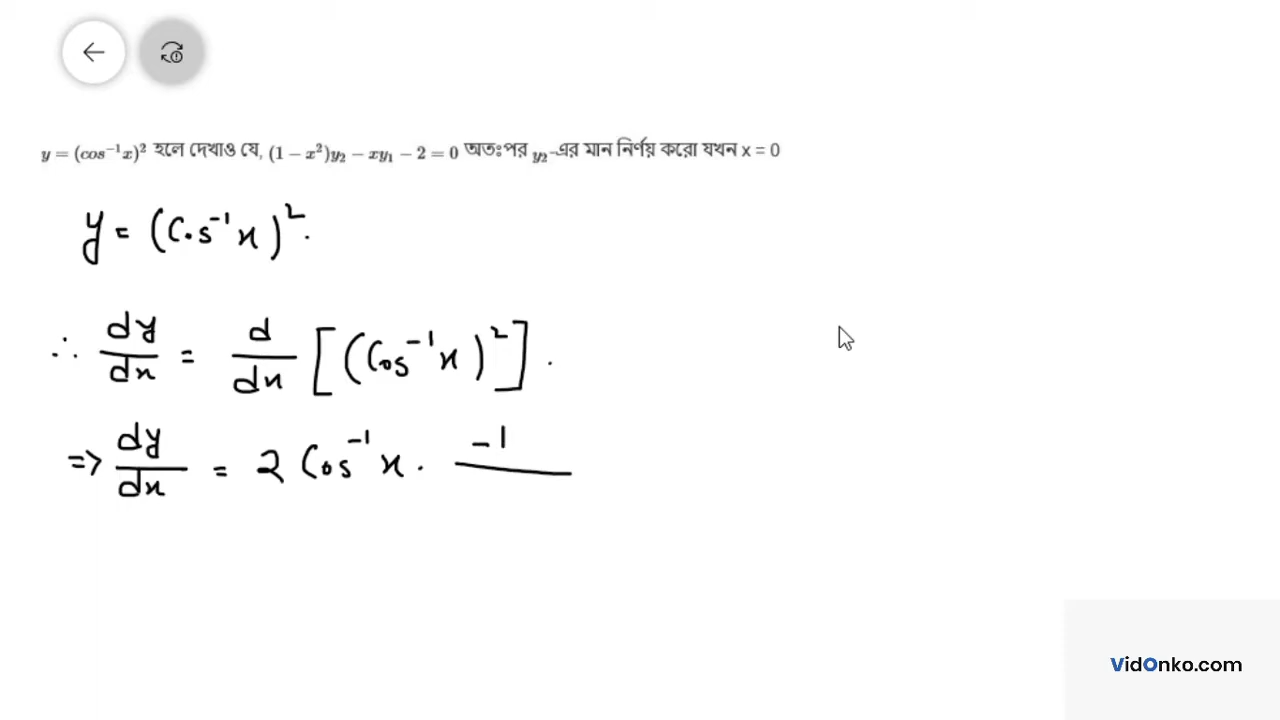 y = (cos⁻¹x)² হলে দেখাও যে, (1 − x²)y₂ − xy₁ − 2 = 0 অতঃপর y₂-এর মান নির্ণয় করো যখন x = 0
y = (Cos⁻¹x)².
∴ dy/dx = d/dx [(Cos⁻¹x)²].
=> dy/dx = 2 Cos⁻¹x . -1/
VidOnko.com